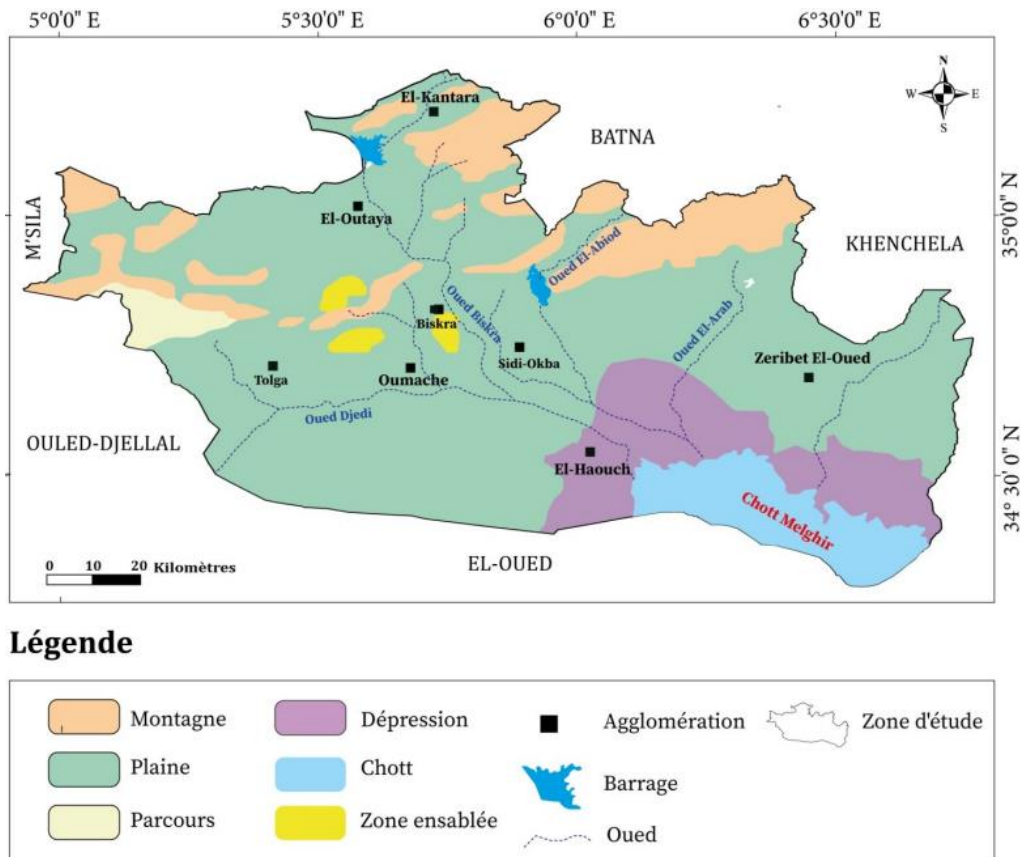 5°0'0" E
5°30'0" E
6°0'0" E
6°30'0" E
N
W
E
S
El-Kantara
BATNA
M'SILA
El-Outaya
35°0'0" N
KHENCHELA
Oued El-Abiod
Oued Biskra
Biskra
Oued El-Arab
Sidi-Okba
Zeribet El-Oued
Tolga
Oumache
Oued Djedi
OULED-DJELLAL
El-Haouch
34°30'0" N
Chott Melghir
EL-OUED
0 10 20 Kilomètres
Légende
Montagne
Dépression
Agglomération
Zone d'étude
Plaine
Chott
Barrage
Parcours
Zone ensablée
Oued